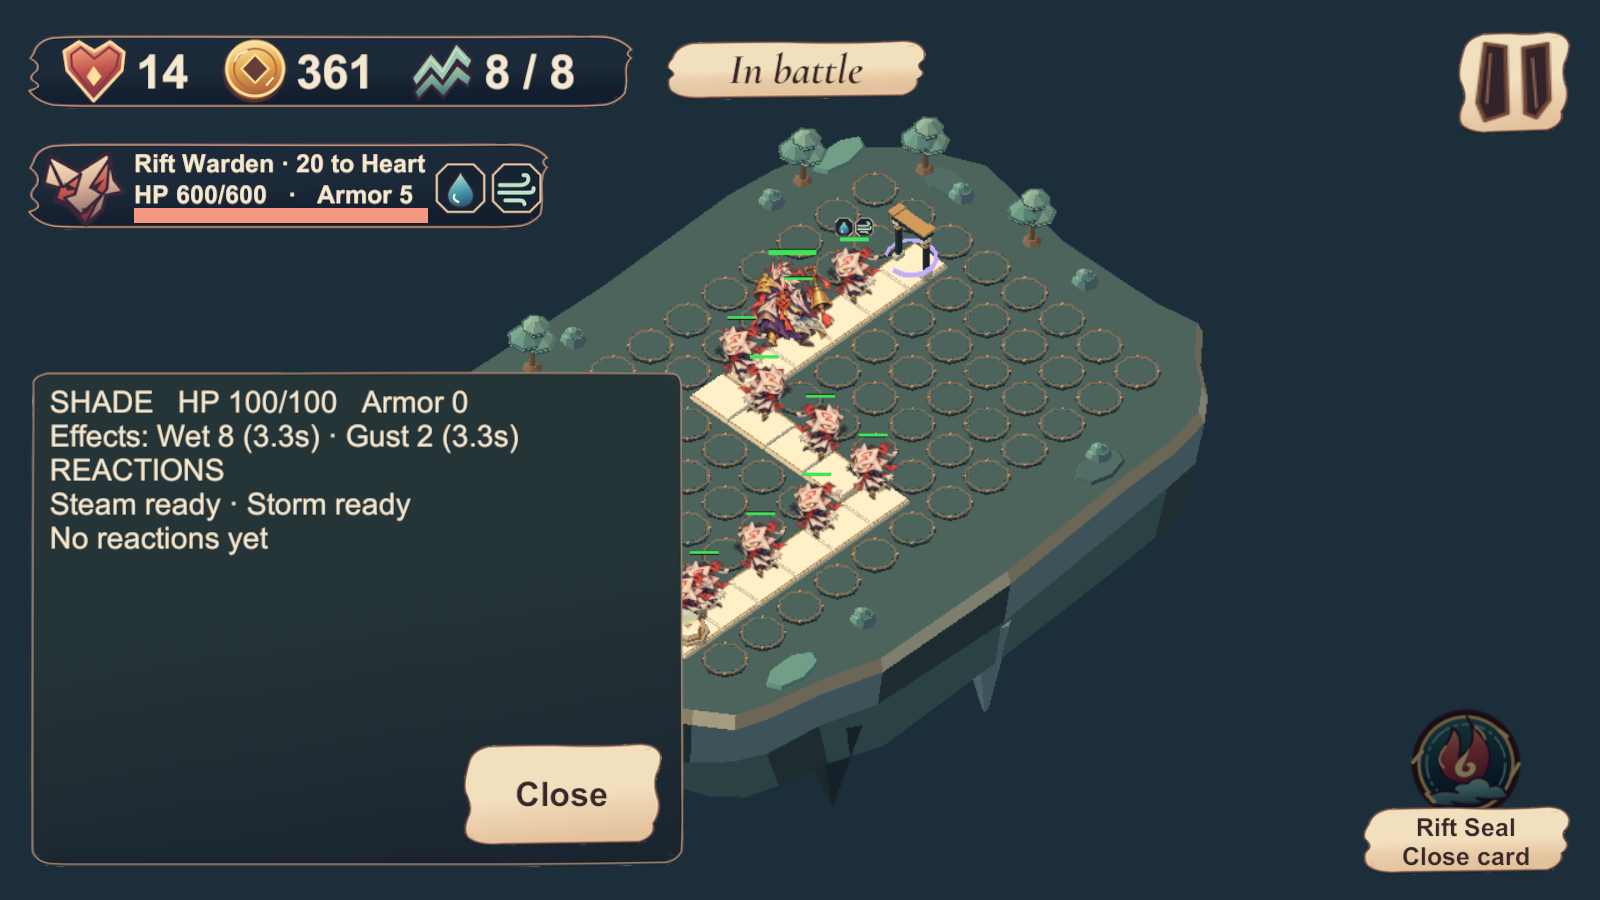 14 361 8 / 8
In battle
Rift Warden · 20 to Heart
HP 600/600 · Armor 5
SHADE HP 100/100 Armor 0
Effects: Wet 8 (3.3s) · Gust 2 (3.3s)
REACTIONS
Steam ready · Storm ready
No reactions yet
Close
Rift Seal
Close card